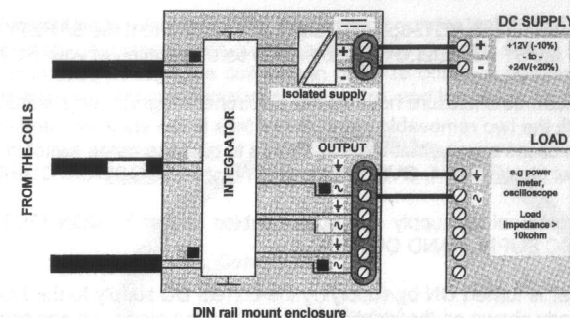 DC SUPPLY
+12V (-10%)
- to -
+24V(+20%)
+
-
+
-
Isolated supply
FROM THE COILS
INTEGRATOR
OUTPUT
LOAD
e.g power
meter,
oscilloscope
Load
Impedance >
10kohm
DIN rail mount enclosure